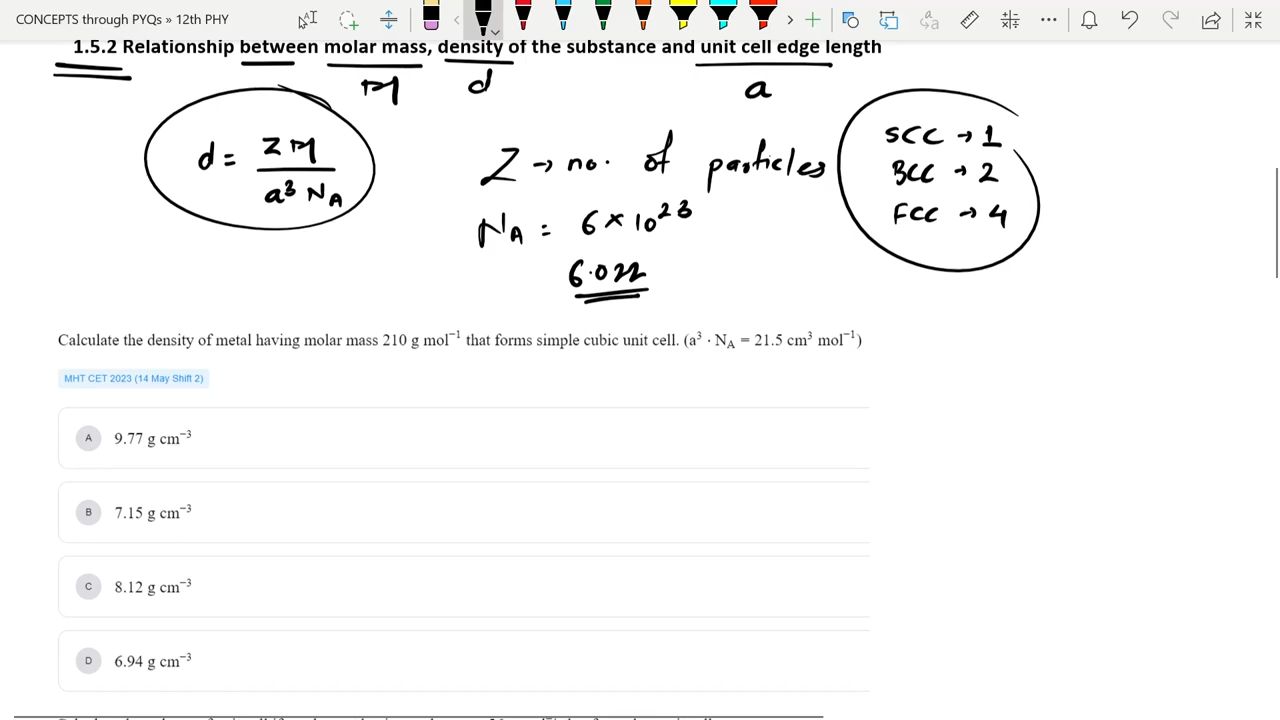 CONCEPTS through PYQs » 12th PHY
1.5.2 Relationship between molar mass, density of the substance and unit cell edge length
M d a
d = ZM / a³ NA
Z → no. of particles
NA = 6 × 10²³
6.022
SCC → 1
BCC → 2
FCC → 4
Calculate the density of metal having molar mass 210 g mol⁻¹ that forms simple cubic unit cell. (a³ · NA = 21.5 cm³ mol⁻¹)
MHT CET 2023 (14 May Shift 2)
A 9.77 g cm⁻³
B 7.15 g cm⁻³
C 8.12 g cm⁻³
D 6.94 g cm⁻³